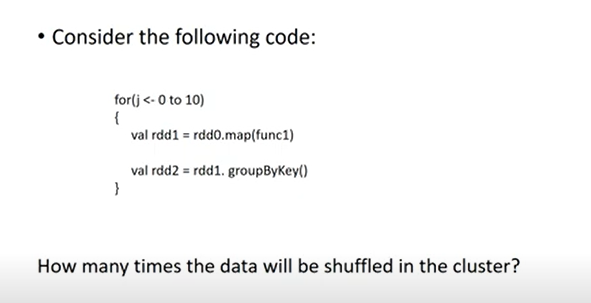 • Consider the following code:
for(j <- 0 to 10)
{
val rdd1 = rdd0.map(func1)
val rdd2 = rdd1. groupByKey()
}
How many times the data will be shuffled in the cluster?